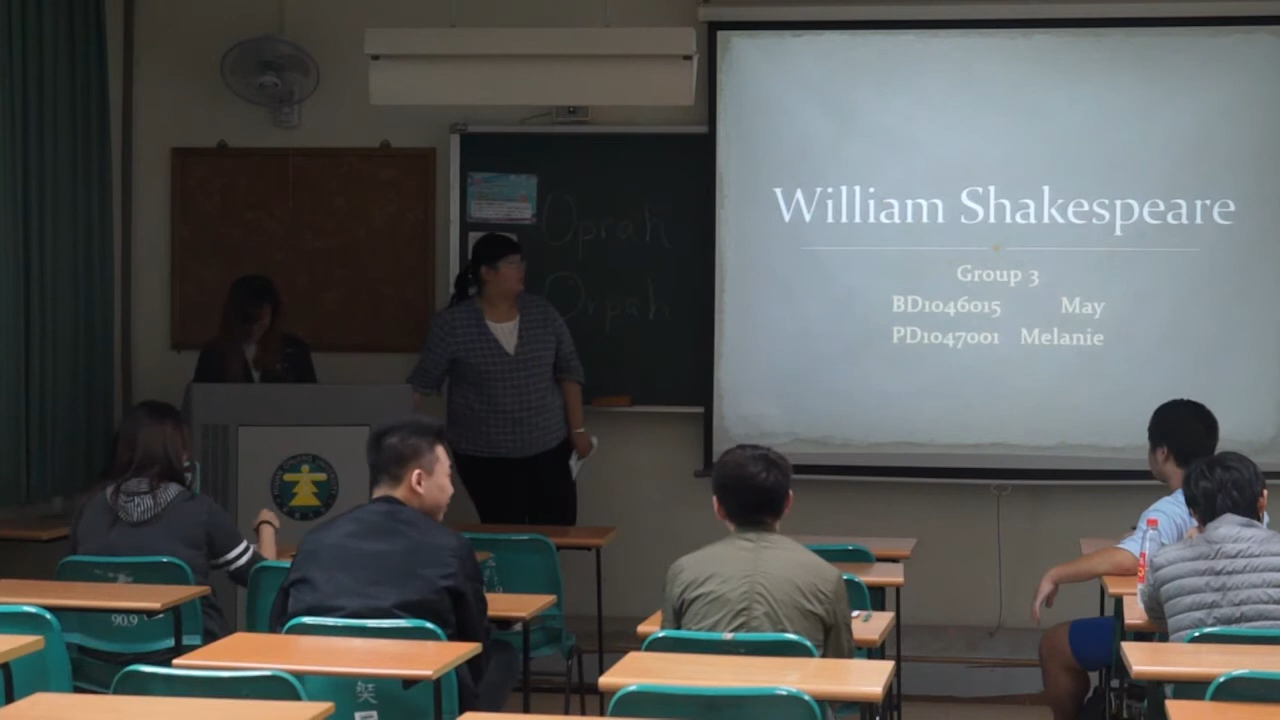 Oprah
Orpah
William Shakespeare
Group 3
BD1046015 May
PD1047001 Melanie
90.9